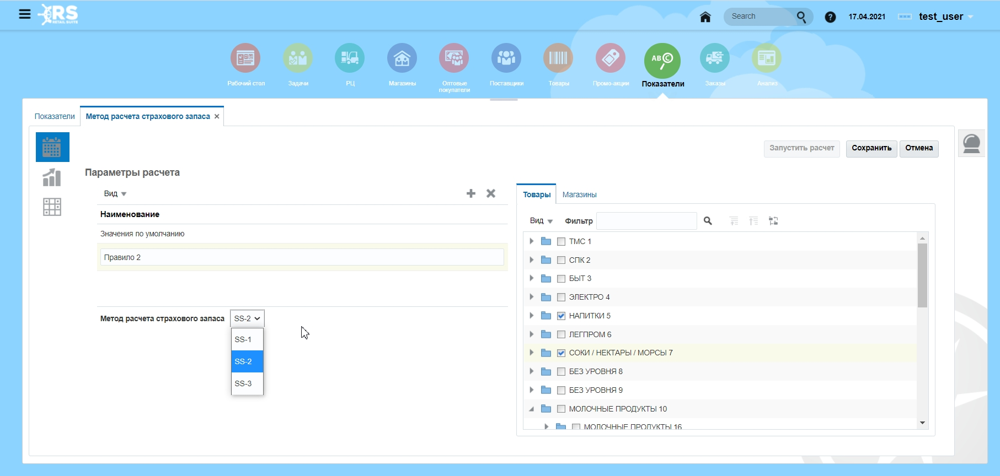 RS
RETAIL SUITE
Search
17.04.2021
test_user
Рабочий стол
Задачи
РЦ
Магазины
Оптовые
покупатели
Поставщики
Товары
Промо-акции
ABC
Показатели
Заказы
Анализ
Показатели
Метод расчета страхового запаса
Запустить расчет
Сохранить
Отмена
Параметры расчета
Вид
Наименование
Значения по умолчанию
Правило 2
Метод расчета страхового запаса
SS-2
SS-1
SS-2
SS-3
Товары
Магазины
Вид
Фильтр
ТМС 1
СПК 2
БЫТ 3
ЭЛЕКТРО 4
НАПИТКИ 5
ЛЕГПРОМ 6
СОКИ / НЕКТАРЫ / МОРСЫ 7
БЕЗ УРОВНЯ 8
БЕЗ УРОВНЯ 9
МОЛОЧНЫЕ ПРОДУКТЫ 10
МОЛОЧНЫЕ ПРОДУКТЫ 16